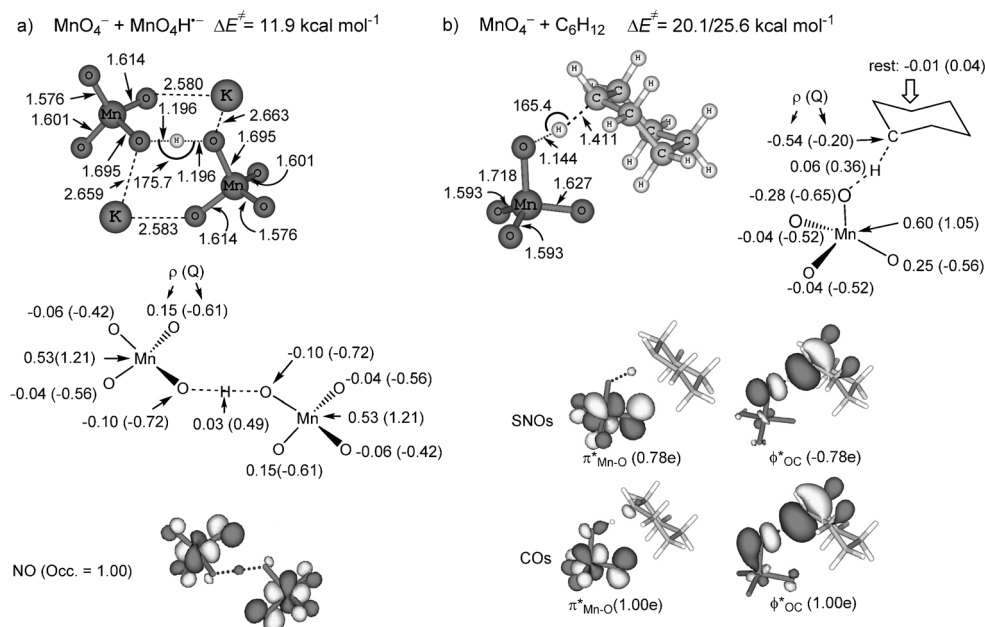 a) MnO₄⁻ + MnO₄H•⁻ ΔE≠ = 11.9 kcal mol⁻¹
O
1.614
O
2.580
K
1.576
Mn
1.196
2.663
1.601
O
O
H
O
1.695
1.695
175.7
1.196
1.601
2.659
Mn
O
K
O
O
2.583
1.614
1.576
ρ (Q)
-0.06 (-0.42)
0.15 (-0.61)
O
O
0.53(1.21)
Mn
-0.10 (-0.72)
-0.04 (-0.56)
O
O
H
O
O
-0.04 (-0.56)
-0.10 (-0.72)
0.03 (0.49)
Mn
0.53 (1.21)
O
O
-0.06 (-0.42)
0.15(-0.61)
NO (Occ. = 1.00)
b) MnO₄⁻ + C₆H₁₂ ΔE≠ = 20.1/25.6 kcal mol⁻¹
H
H
H
C
C
H
H
165.4
H
C
H
1.411
H
C
H
O
H
C
C
H
1.144
H
H
1.718
1.593
O
Mn
1.627
O
O
1.593
rest: -0.01 (0.04)
ρ (Q)
-0.54 (-0.20)
C
0.06 (0.36)
H
-0.28 (-0.65)
O
O
Mn
0.60 (1.05)
-0.04 (-0.52)
O
0.25 (-0.56)
O
-0.04 (-0.52)
SNOs
π*Mn-O (0.78e)
ϕ*OC (-0.78e)
COs
π*Mn-O(1.00e)
ϕ*OC (1.00e)